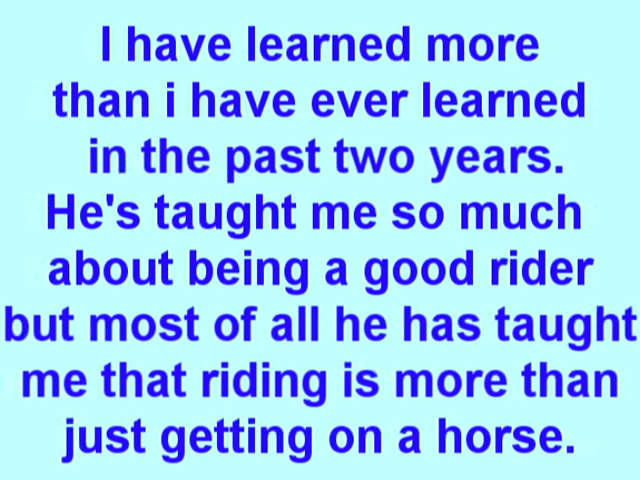 I have learned more
than i have ever learned
in the past two years.
He's taught me so much
about being a good rider
but most of all he has taught
me that riding is more than
just getting on a horse.